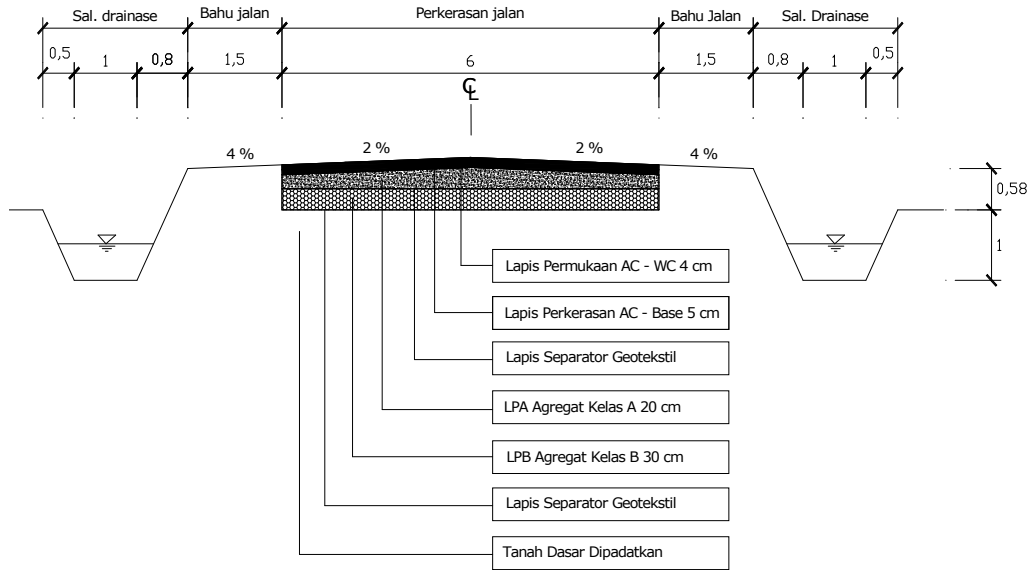 Sal. drainase Bahu jalan Perkerasan jalan Bahu Jalan Sal. Drainase
0,5 1 0,8 1,5 6 1,5 0,8 1 0,5
CL
4 % 2 % 2 % 4 %
0,58
1
Lapis Permukaan AC - WC 4 cm
Lapis Perkerasan AC - Base 5 cm
Lapis Separator Geotekstil
LPA Agregat Kelas A 20 cm
LPB Agregat Kelas B 30 cm
Lapis Separator Geotekstil
Tanah Dasar Dipadatkan